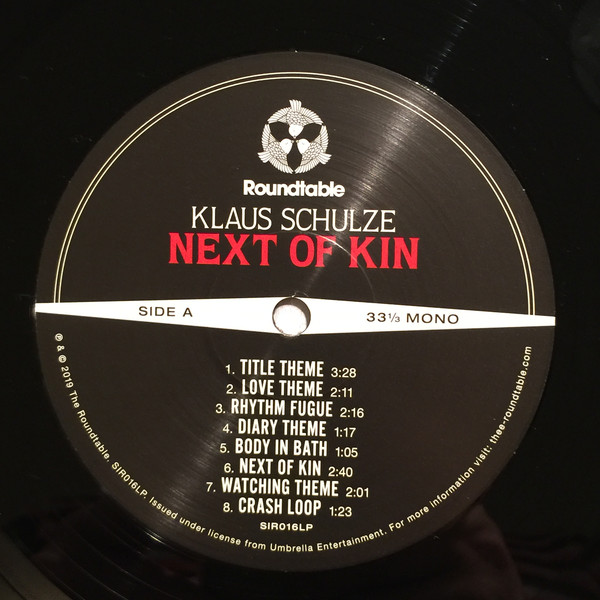 Roundtable
KLAUS SCHULZE
NEXT OF KIN
SIDE A
33⅓ MONO
1. TITLE THEME 3:28
2. LOVE THEME 2:11
3. RHYTHM FUGUE 2:16
4. DIARY THEME 1:17
5. BODY IN BATH 1:05
6. NEXT OF KIN 2:40
7. WATCHING THEME 2:01
8. CRASH LOOP 1:23
SIR016LP
℗ & © 2019 The Roundtable. SIR016LP. Issued under license from Umbrella Entertainment. For more information visit: thee-roundtable.com